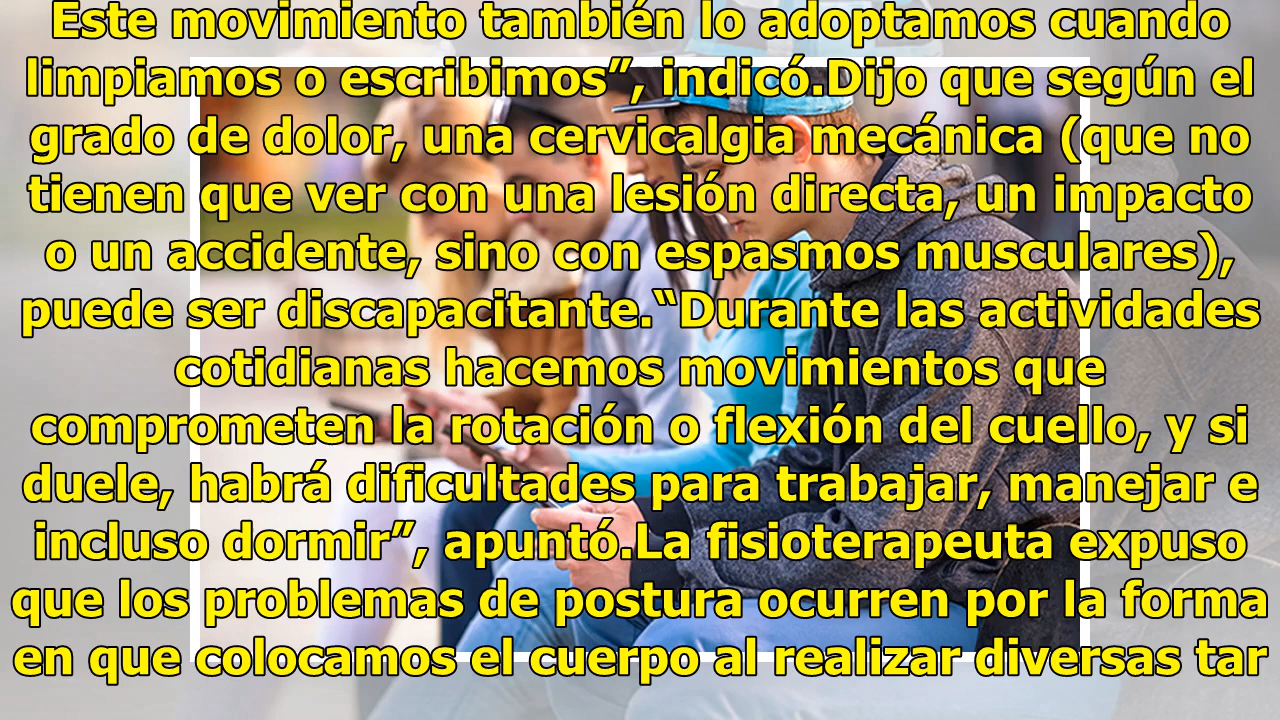 Este movimiento también lo adoptamos cuando
limpiamos o escribimos”, indicó.Dijo que según el
grado de dolor, una cervicalgia mecánica (que no
tienen que ver con una lesión directa, un impacto
o un accidente, sino con espasmos musculares),
puede ser discapacitante.“Durante las actividades
cotidianas hacemos movimientos que
comprometen la rotación o flexión del cuello, y si
duele, habrá dificultades para trabajar, manejar e
incluso dormir”, apuntó.La fisioterapeuta expuso
que los problemas de postura ocurren por la forma
en que colocamos el cuerpo al realizar diversas tar